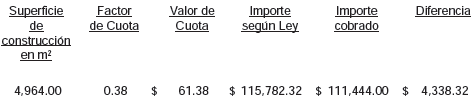 Superficie de construcción en m² Factor de Cuota Valor de Cuota Importe según Ley Importe cobrado Diferencia
4,964.00 0.38 $ 61.38 $ 115,782.32 $ 111,444.00 $ 4,338.32